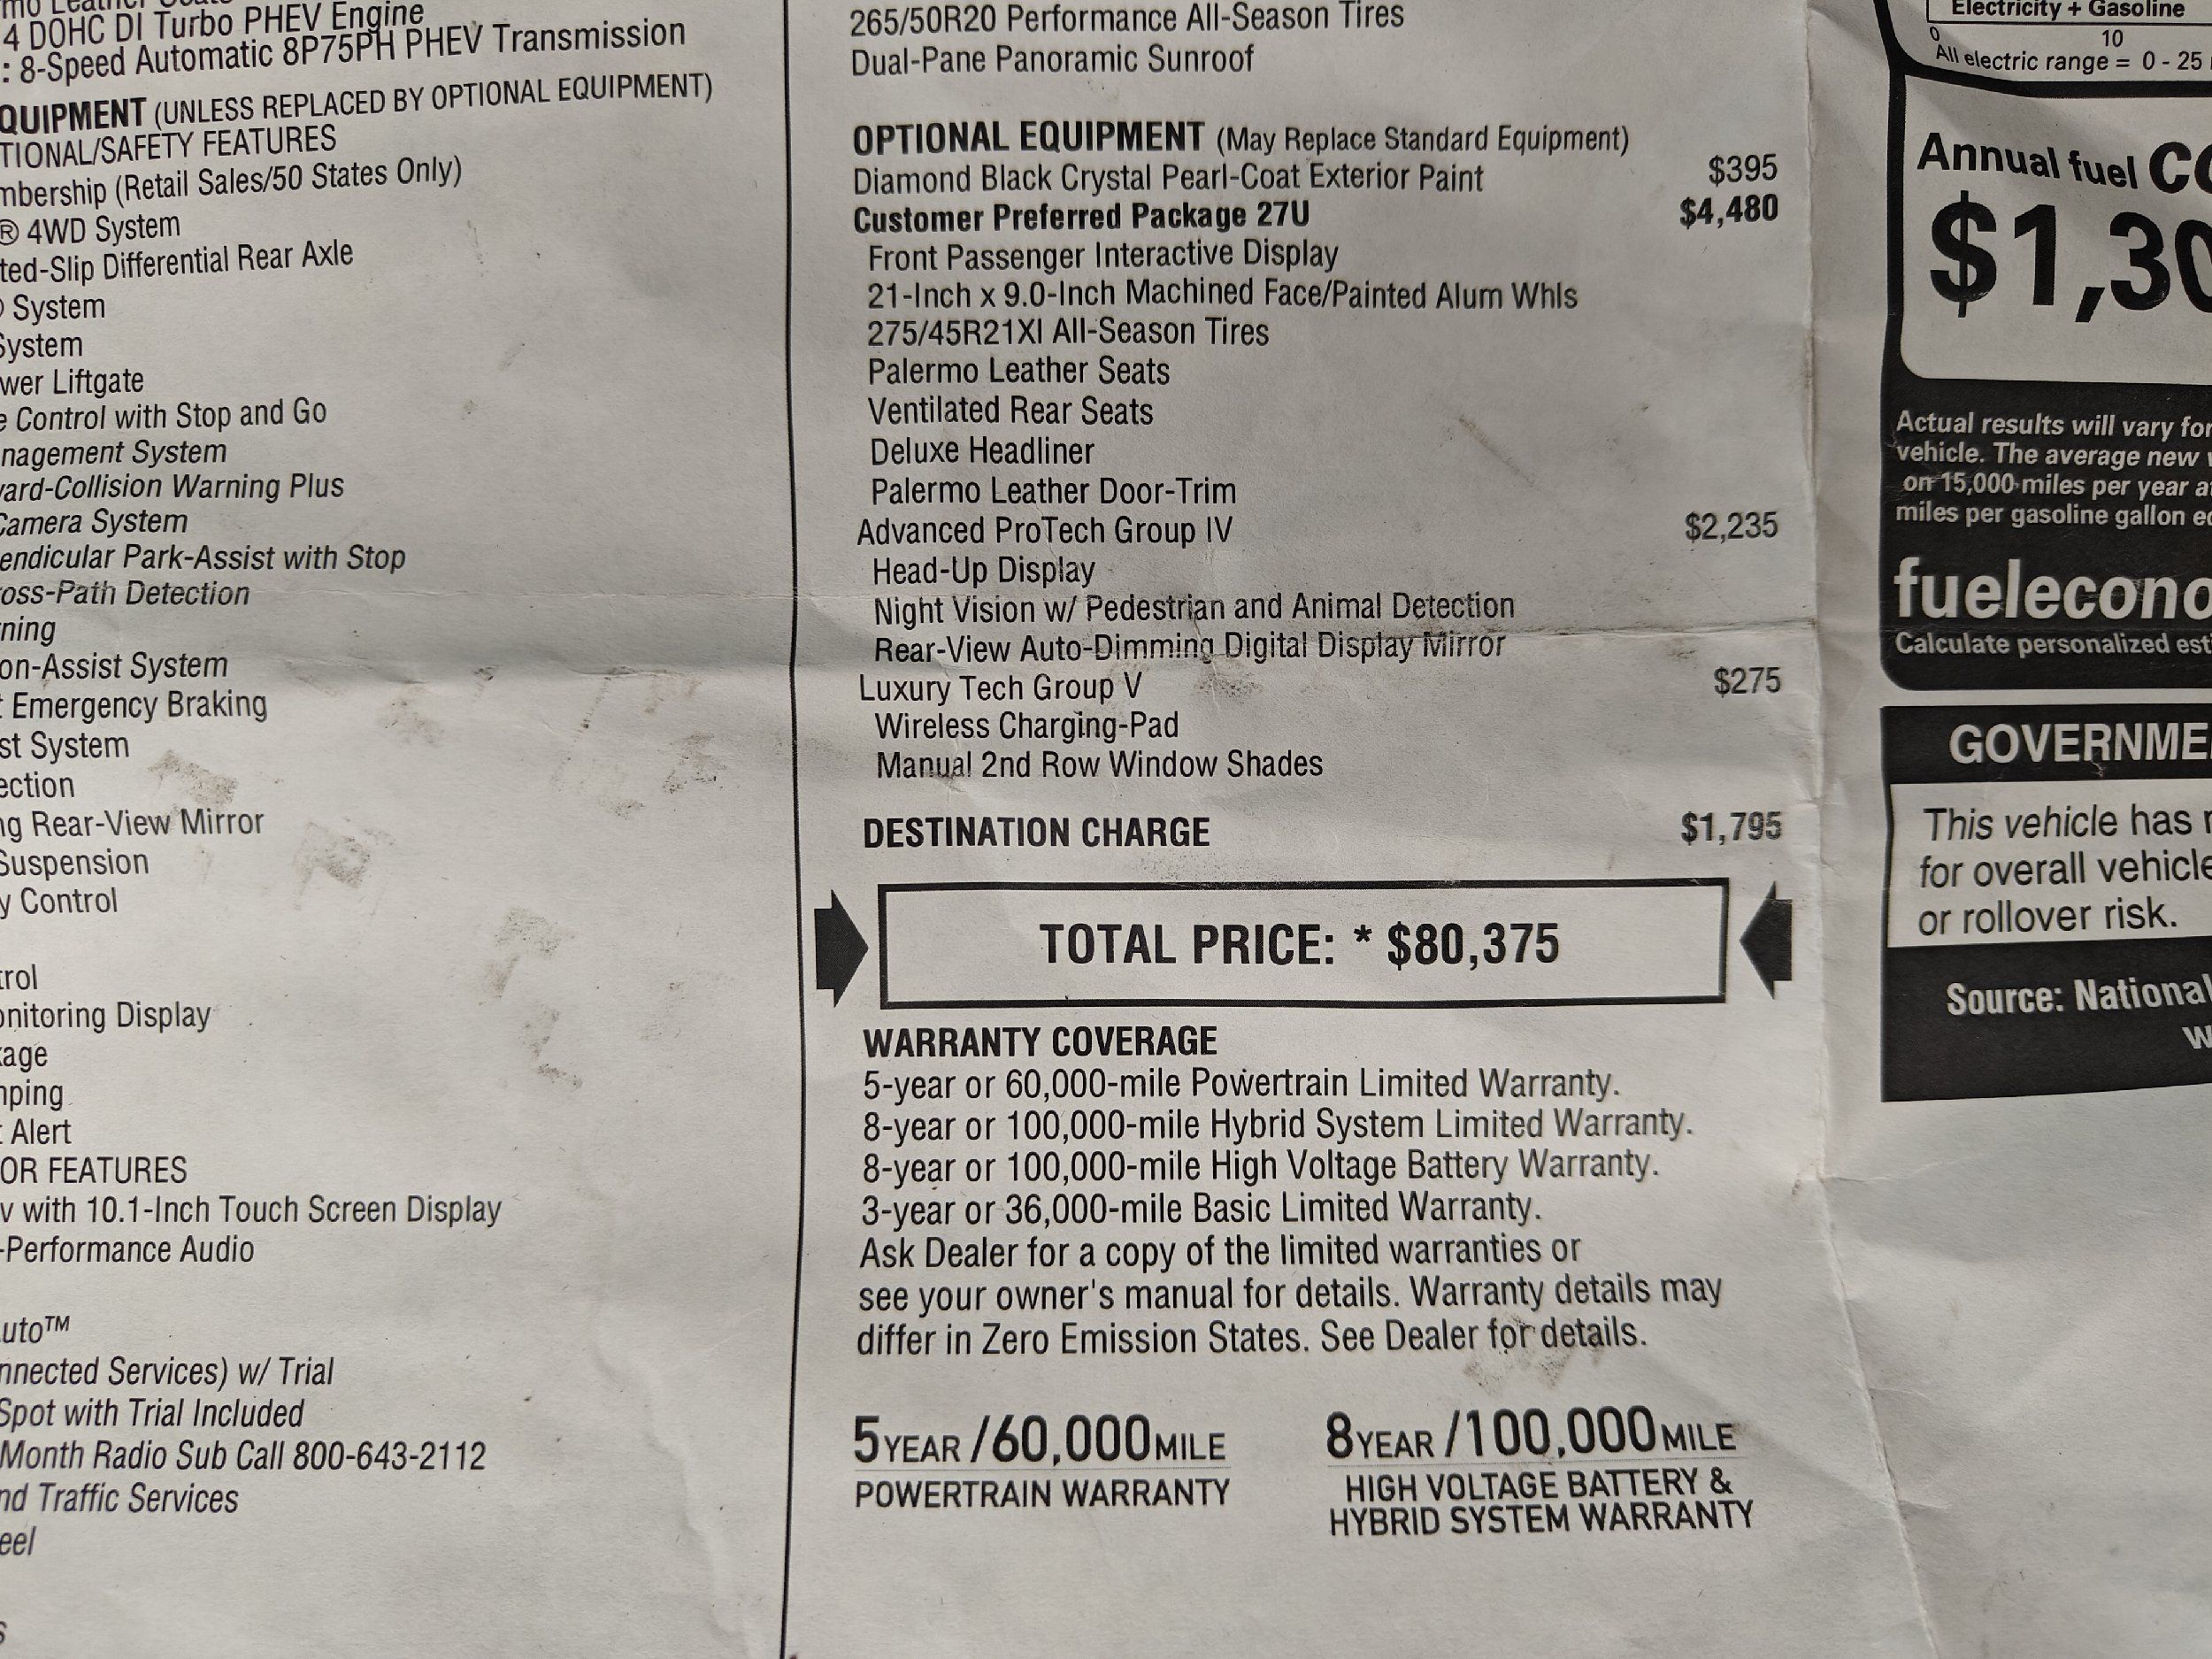 4 DOHC DI Turbo PHEV Engine
: 8-Speed Automatic 8P75PH PHEV Transmission
QUIPMENT (UNLESS REPLACED BY OPTIONAL EQUIPMENT)
TIONAL/SAFETY FEATURES
mbership (Retail Sales/50 States Only)
® 4WD System
ted-Slip Differential Rear Axle
System
System
wer Liftgate
e Control with Stop and Go
nagement System
ard-Collision Warning Plus
Camera System
endicular Park-Assist with Stop
oss-Path Detection
ning
on-Assist System
t Emergency Braking
st System
ection
ng Rear-View Mirror
Suspension
y Control
trol
onitoring Display
kage
mping
t Alert
OR FEATURES
v with 10.1-Inch Touch Screen Display
-Performance Audio
uto™
nnected Services) w/ Trial
Spot with Trial Included
Month Radio Sub Call 800-643-2112
nd Traffic Services
eel
s
265/50R20 Performance All-Season Tires
Dual-Pane Panoramic Sunroof
OPTIONAL EQUIPMENT (May Replace Standard Equipment)
Diamond Black Crystal Pearl-Coat Exterior Paint $395
Customer Preferred Package 27U $4,480
Front Passenger Interactive Display
21-Inch x 9.0-Inch Machined Face/Painted Alum Whls
275/45R21Xl All-Season Tires
Palermo Leather Seats
Ventilated Rear Seats
Deluxe Headliner
Palermo Leather Door-Trim
Advanced ProTech Group IV $2,235
Head-Up Display
Night Vision w/ Pedestrian and Animal Detection
Rear-View Auto-Dimming Digital Display Mirror
Luxury Tech Group V $275
Wireless Charging-Pad
Manual 2nd Row Window Shades
DESTINATION CHARGE $1,795
TOTAL PRICE: * $80,375
WARRANTY COVERAGE
5-year or 60,000-mile Powertrain Limited Warranty.
8-year or 100,000-mile Hybrid System Limited Warranty.
8-year or 100,000-mile High Voltage Battery Warranty.
3-year or 36,000-mile Basic Limited Warranty.
Ask Dealer for a copy of the limited warranties or
see your owner's manual for details. Warranty details may
differ in Zero Emission States. See Dealer for details.
5 YEAR /60,000 MILE
POWERTRAIN WARRANTY
8 YEAR /100,000 MILE
HIGH VOLTAGE BATTERY &
HYBRID SYSTEM WARRANTY
Electricity + Gasoline
0 10
All electric range = 0 - 25
Annual fuel co
$1,30
Actual results will vary for
vehicle. The average new v
on 15,000 miles per year at
miles per gasoline gallon eq
fuelecono
Calculate personalized est
GOVERNME
This vehicle has
for overall vehicle
or rollover risk.
Source: National
w